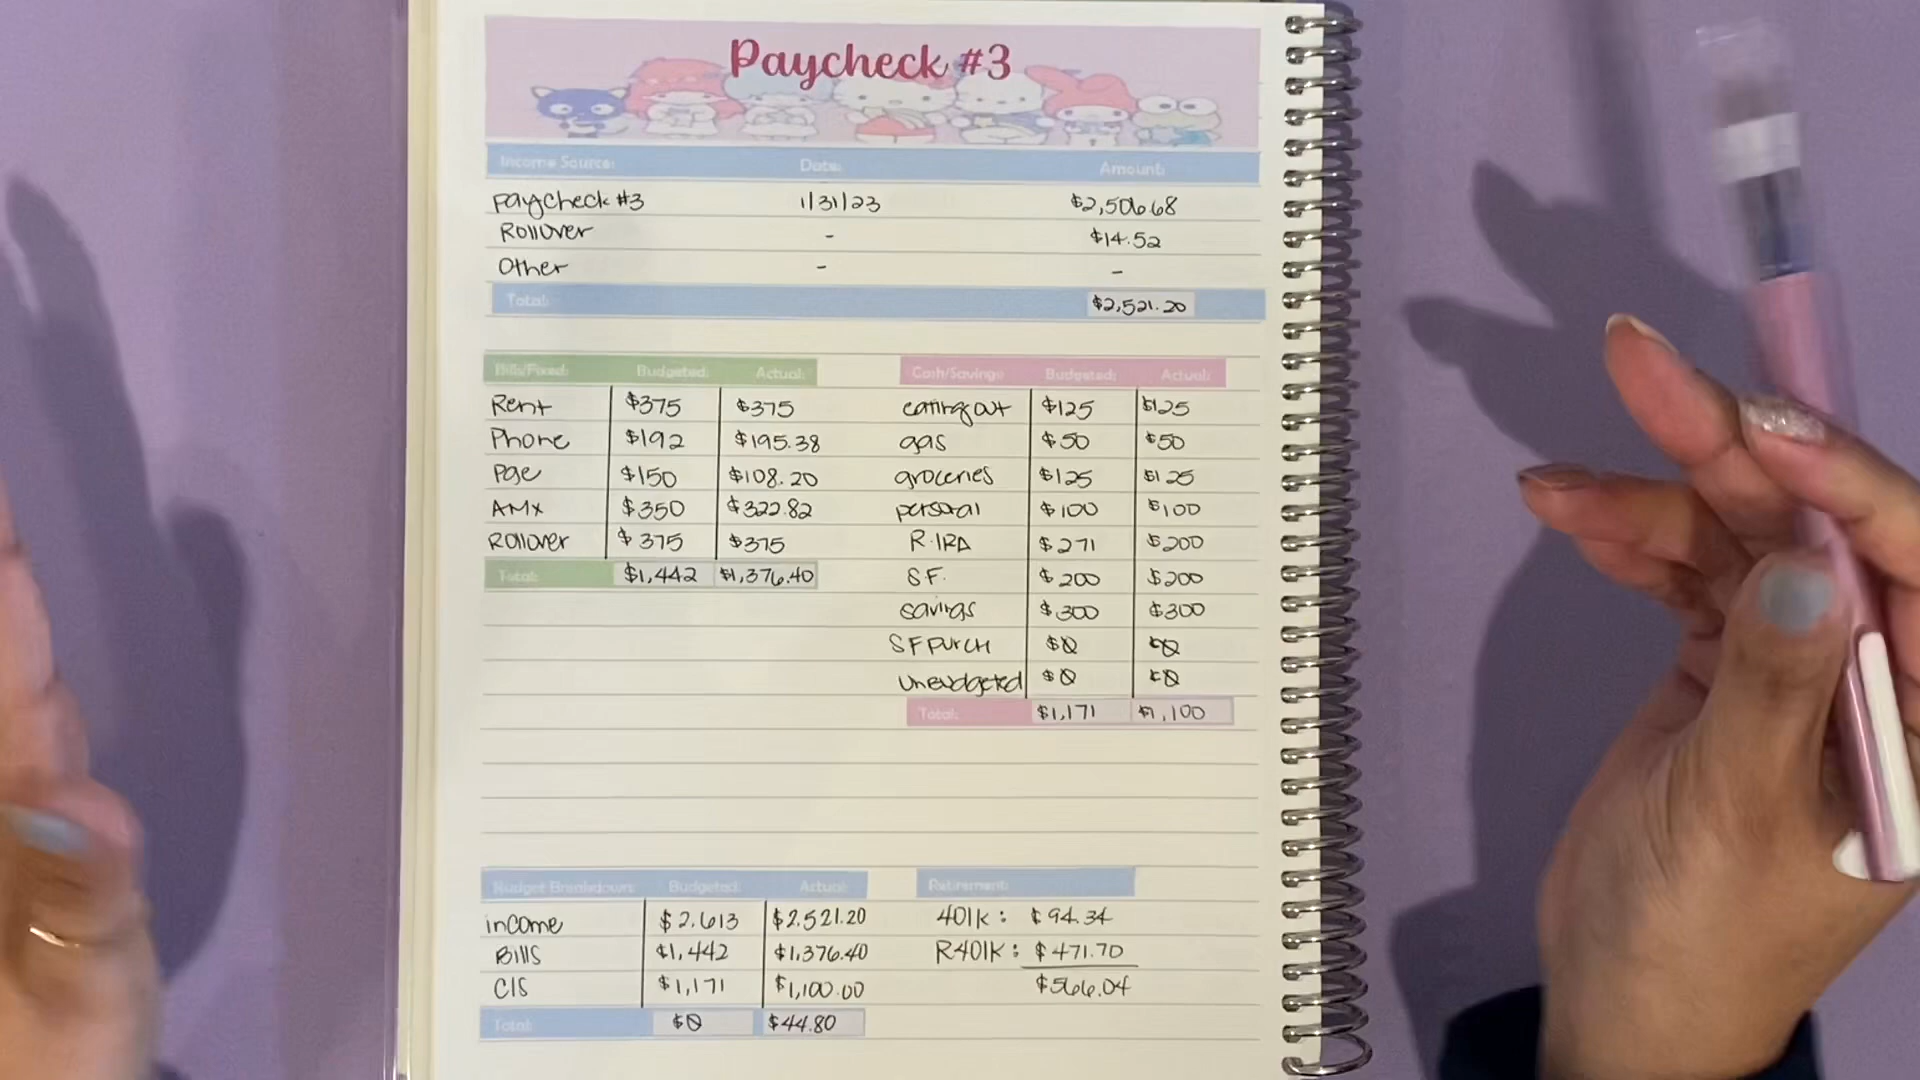 Paycheck #3
Income Source: Date: Amount:
Paycheck #3 1/31/23 $2,506.68
Rollover - $14.52
Other - -
Total: $2,521.20
Bills/Fixed: Budgeted: Actual:
Rent $375 $375
Phone $192 $195.38
Pge $150 $108.20
AMX $350 $322.82
Rollover $375 $375
Total: $1,442 $1,376.40
Cash/Savings Budgeted: Actual:
eating out $125 $125
gas $50 $50
groceries $125 $125
personal $100 $100
R.IRA $271 $200
SF. $200 $200
savings $300 $300
SF PURCH $0 $0
unbudgeted $0 $0
Total: $1,171 $1,100
Budget Breakdown: Budgeted: Actual:
income $2,613 $2,521.20
Bills $1,442 $1,376.40
C/S $1,171 $1,100.00
Total: $0 $44.80
Retirement:
401K: $94.34
R401K: $471.70
$566.04